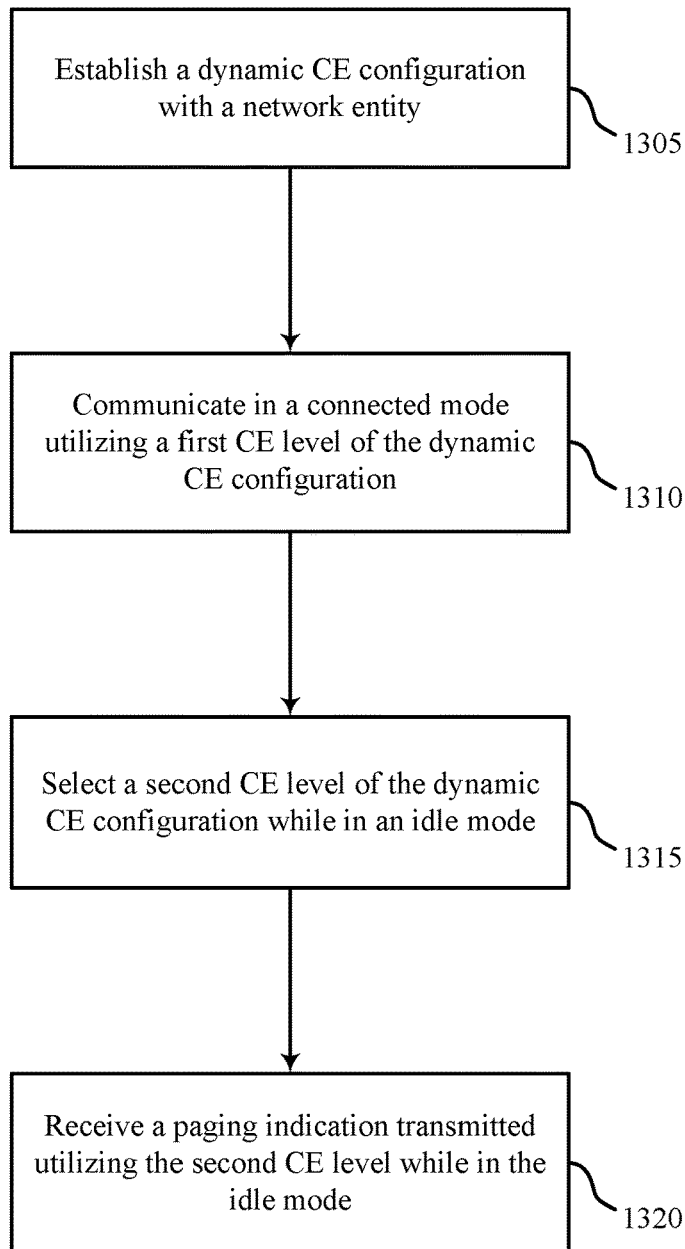 Establish a dynamic CE configuration
with a network entity
1305
Communicate in a connected mode
utilizing a first CE level of the dynamic
CE configuration
1310
Select a second CE level of the dynamic
CE configuration while in an idle mode
1315
Receive a paging indication transmitted
utilizing the second CE level while in the
idle mode
1320